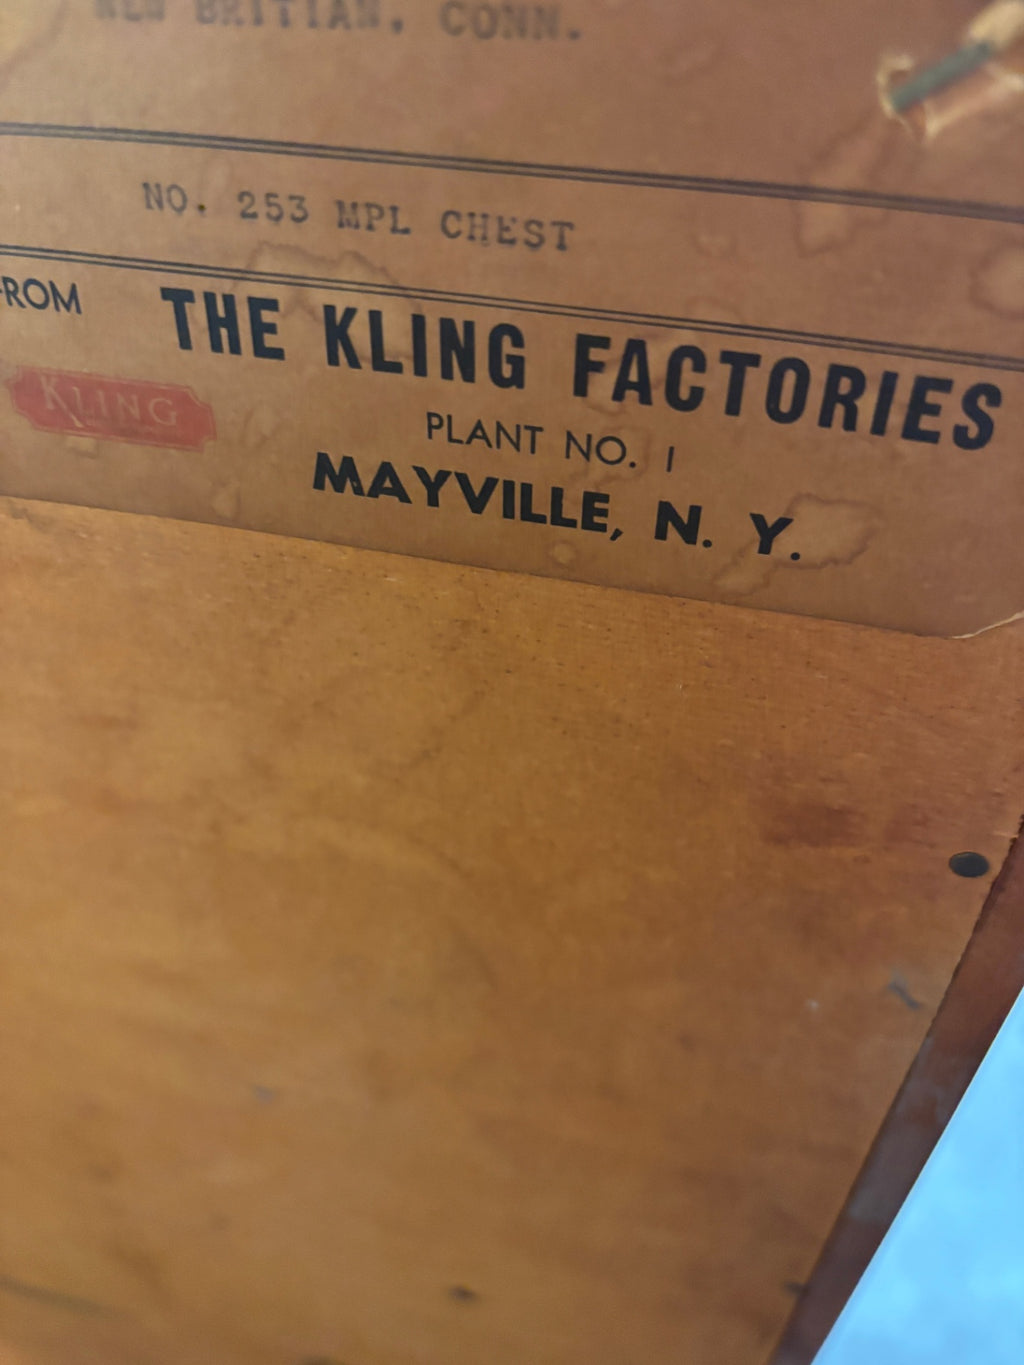 NEW BRITIAN, CONN.
NO. 253 MPL CHEST
FROM
THE KLING FACTORIES
KLING
PLANT NO. 1
MAYVILLE, N. Y.